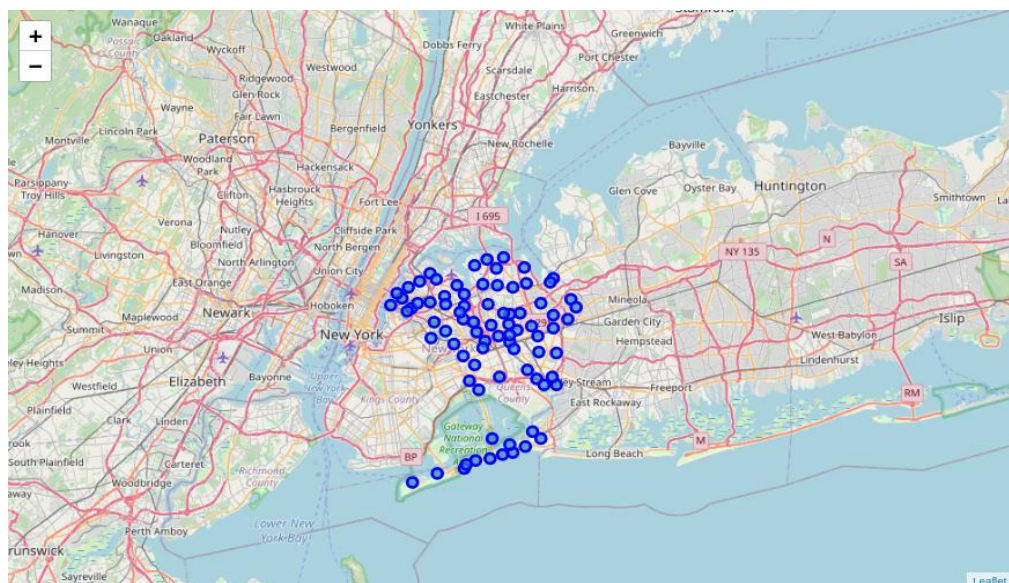 +
−
Wanaque
Oakland
Passaic
County
Wyckoff
Westwood
Dobbs Ferry
White Plains
Greenwich
Port Chester
Scarsdale
Harrison
Ridgewood
Glen Rock
Eastchester
Wayne
Fair Lawn
Montville
Lincoln Park
Paterson
Bergenfield
Yonkers
New Rochelle
Woodland
Park
Hackensack
Bayville
Parsippany-
Troy Hills
Clifton
Hasbrouck
Heights
Fort Lee
Glen Cove
Oyster Bay
Huntington
Smithtown
Verona
Cliffside Park
I 695
Hanover
Livingston
Nutley
North Bergen
N
NY 135
North Arlington
Union City
SA
Florham Park
Madison
East Orange
Hoboken
Mineola
Summit
Newark
New York
Garden City
Islip
West Babylon
Hempstead
Heights
Westfield
Elizabeth
Bayonne
Upper
New York
Bay
Lindenhurst
Kings County
Queens
County
Freeport
RM
Plainfield
Linden
East Rockaway
Clark
Gateway
National
M
South Plainfield
Carteret
Richmond
County
BP
Long Beach
Woodbridge
Lower New
York Bay
Perth Amboy
Sayreville
Leaflet